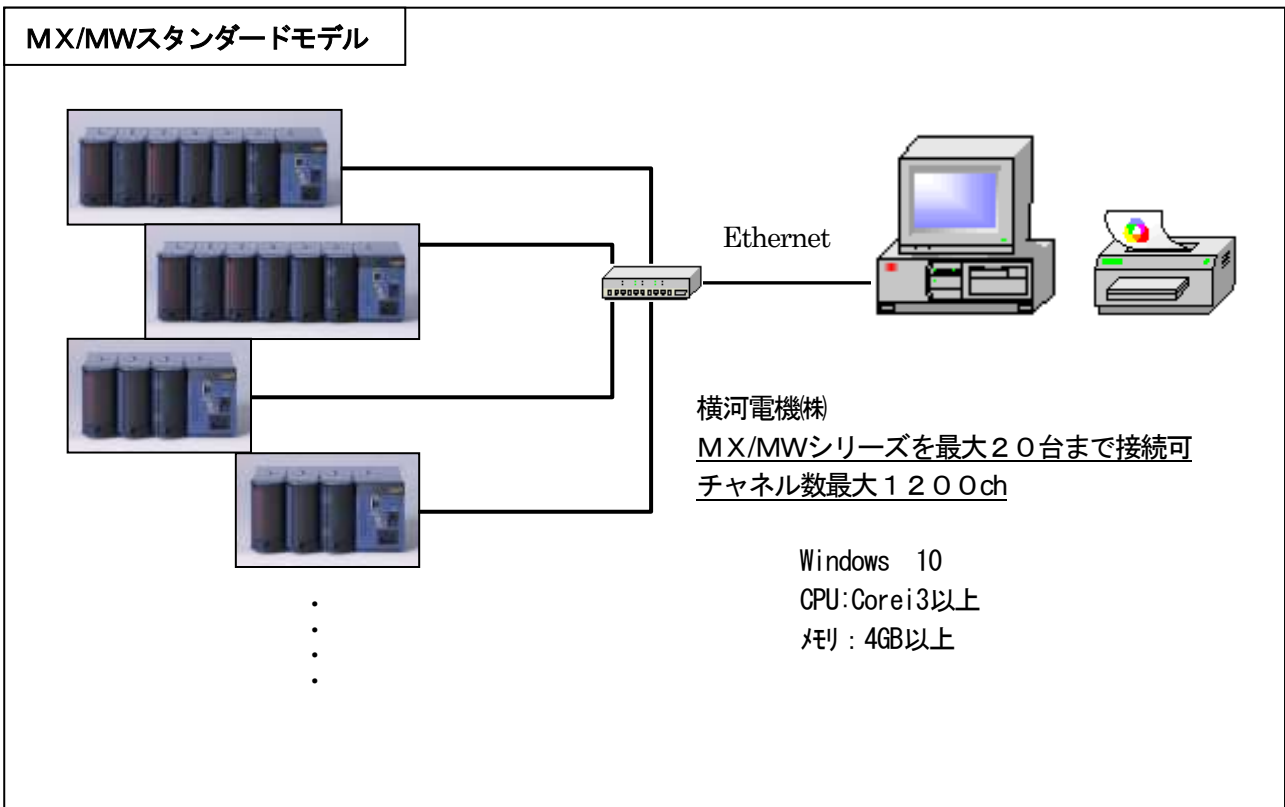 ＭＸ/MWスタンダードモデル
Ethernet
横河電機㈱
ＭＸ/ＭＷシリーズを最大２０台まで接続可
チャネル数最大１２００ch
Windows　10
CPU:Corei3以上
ﾒﾓﾘ：4GB以上